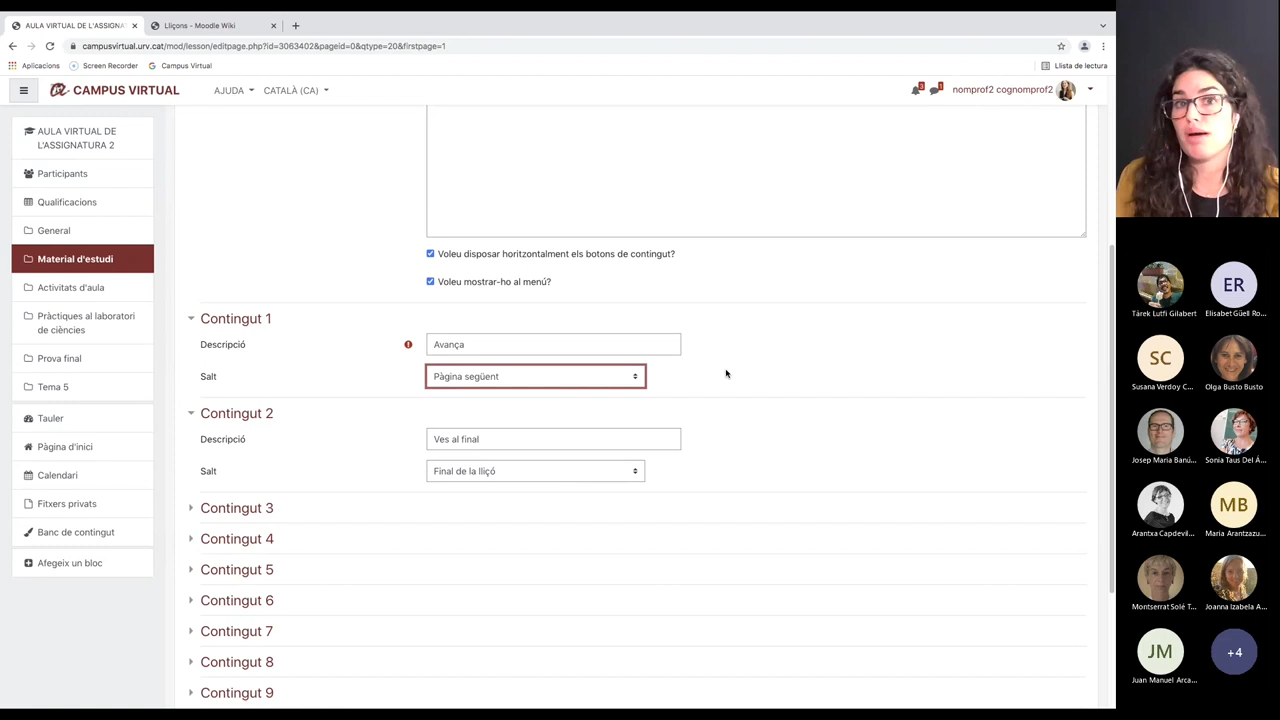 AULA VIRTUAL DE L'ASSIGNAT
Lliçons - Moodle Wiki
campusvirtual.urv.cat/mod/lesson/editpage.php?id=3063402&pageid=0&qtype=20&firstpage=1
Aplicacions
Screen Recorder
Campus Virtual
Llista de lectura
CAMPUS VIRTUAL
AJUDA
CATALÀ (CA)
nomprof2 cognomprof2
AULA VIRTUAL DE
L'ASSIGNATURA 2
Participants
Qualificacions
General
Material d'estudi
Activitats d'aula
Pràctiques al laboratori
de ciències
Prova final
Tema 5
Tauler
Pàgina d'inici
Calendari
Fitxers privats
Banc de contingut
Afegeix un bloc
Voleu disposar horitzontalment els botons de contingut?
Voleu mostrar-ho al menú?
Contingut 1
Descripció
Avança
Salt
Pàgina següent
Contingut 2
Descripció
Ves al final
Salt
Final de la lliçó
Contingut 3
Contingut 4
Contingut 5
Contingut 6
Contingut 7
Contingut 8
Contingut 9
ER
Tárek Lutfi Gilabert
Elisabet Güell Ro...
SC
Susana Verdoy C...
Olga Busto Busto
Josep Maria Banú...
Sonia Taus Del Á...
MB
Arantxa Capdevil...
Maria Arantzazu...
Montserrat Solé T...
Joanna Izabela A...
JM
+4
Juan Manuel Arca...